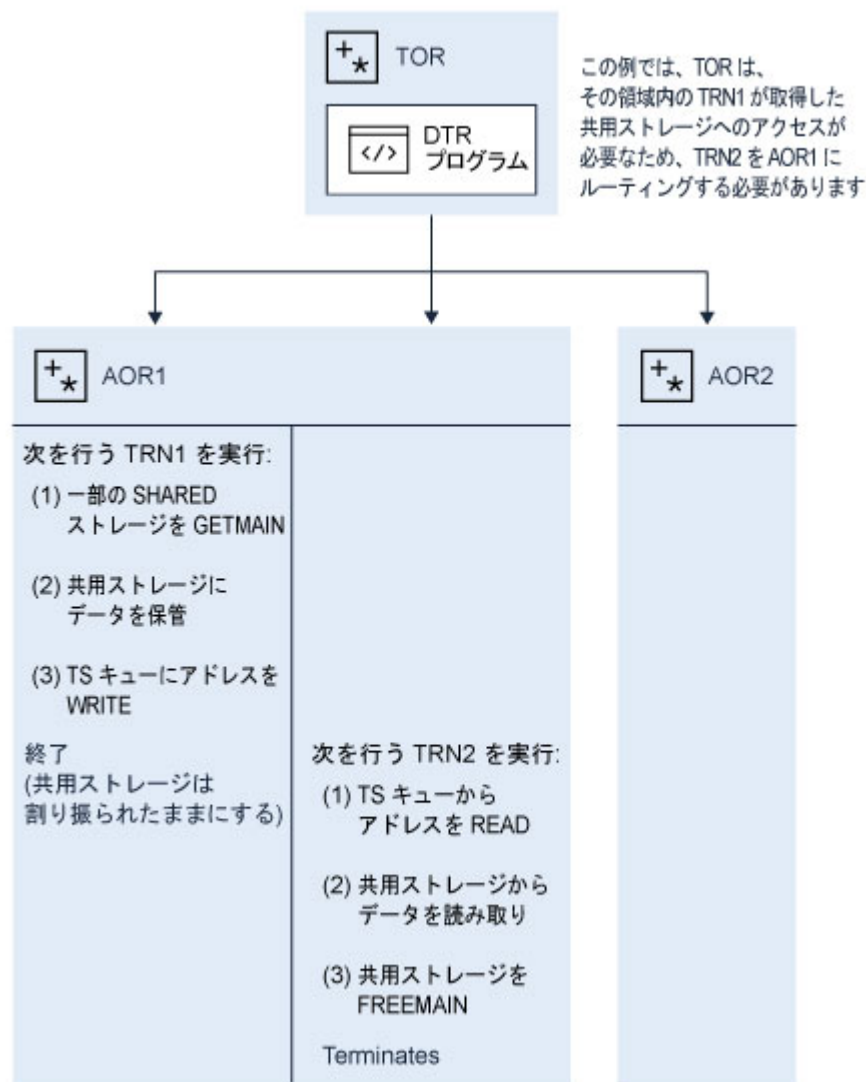 TOR
DTR
プログラム
この例では、TOR は、
その領域内の TRN1 が取得した
共用ストレージへのアクセスが
必要なため、TRN2 を AOR1 に
ルーティングする必要があります
AOR1
次を行う TRN1 を実行:
(1) 一部の SHARED
ストレージを GETMAIN
(2) 共用ストレージに
データを保管
(3) TS キューにアドレスを
WRITE
終了
(共用ストレージは
割り振られたままにする)
次を行う TRN2 を実行:
(1) TS キューから
アドレスを READ
(2) 共用ストレージから
データを読み取り
(3) 共用ストレージを
FREEMAIN
Terminates
AOR2